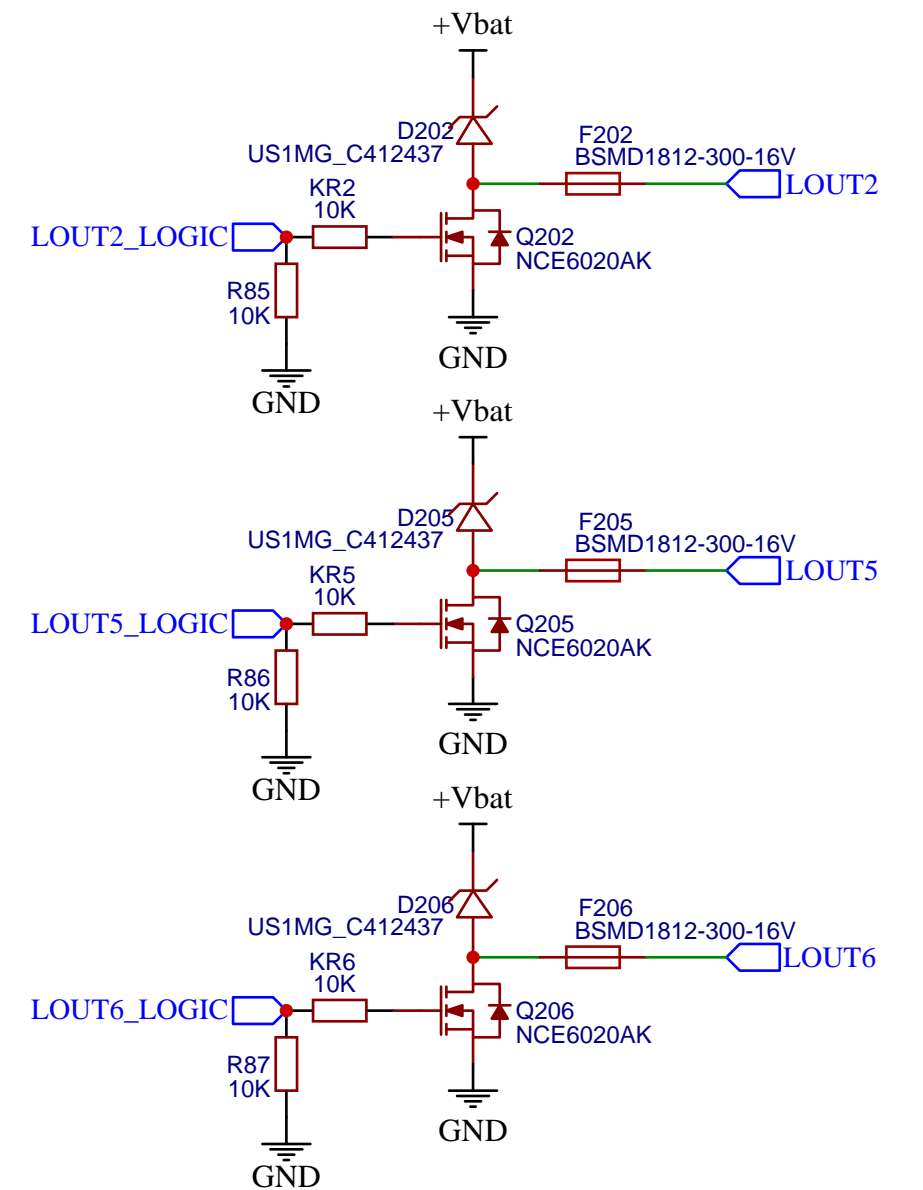 +Vbat
D202
US1MG_C412437
F202
BSMD1812-300-16V
LOUT2
KR2
10K
LOUT2_LOGIC
Q202
NCE6020AK
R85
10K
GND
GND
+Vbat
D205
US1MG_C412437
F205
BSMD1812-300-16V
LOUT5
KR5
10K
LOUT5_LOGIC
Q205
NCE6020AK
R86
10K
GND
GND
+Vbat
D206
US1MG_C412437
F206
BSMD1812-300-16V
LOUT6
KR6
10K
LOUT6_LOGIC
Q206
NCE6020AK
R87
10K
GND
GND